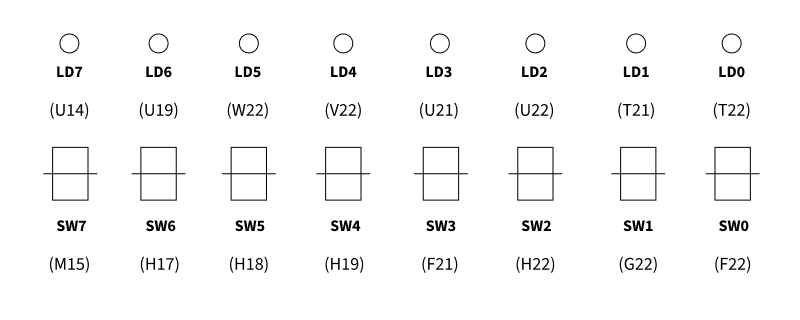 LD7 LD6 LD5 LD4 LD3 LD2 LD1 LD0
(U14) (U19) (W22) (V22) (U21) (U22) (T21) (T22)
SW7 SW6 SW5 SW4 SW3 SW2 SW1 SW0
(M15) (H17) (H18) (H19) (F21) (H22) (G22) (F22)